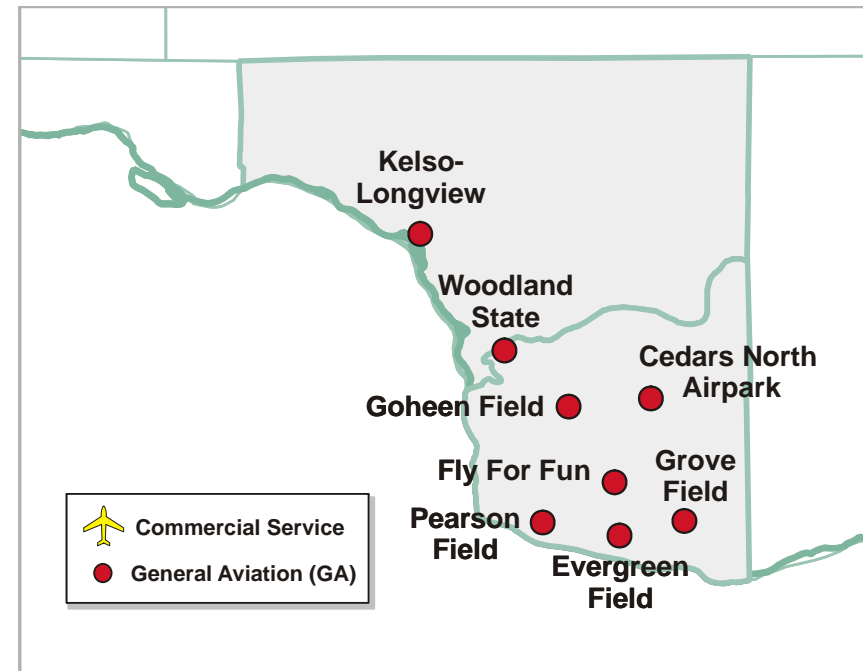 Kelso-
Longview
Woodland
State
Cedars North
Airpark
Goheen Field
Fly For Fun
Grove
Field
Pearson
Field
Evergreen
Field
Commercial Service
General Aviation (GA)